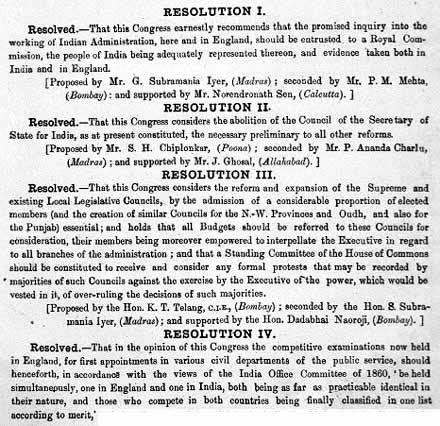 RESOLUTION I.
Resolved.—That this Congress earnestly recommends that the promised inquiry into the
working of Indian Administration, here and in England, should be entrusted to a Royal Com-
mission, the people of India being adequately represented thereon, and evidence taken both in
India and in England.
[Proposed by Mr. G. Subramania Iyer, (Madras) ; seconded by Mr. P. M. Mehta,
(Bombay) : and supported by Mr. Norendronath Sen, (Calcutta). ]
RESOLUTION II.
Resolved.—That this Congress considers the abolition of the Council of the Secretary of
State for India, as at present constituted, the necessary preliminary to all other reforms.
[Proposed by Mr. S. H. Chiplonkar, (Poona) ; seconded by Mr. P. Ananda Charlu,
(Madras) ; and supported by Mr. J. Ghosal, (Allahabad). ]
RESOLUTION III.
Resolved.—That this Congress considers the reform and expansion of the Supreme and
existing Local Legislative Councils, by the admission of a considerable proportion of elected
members (and the creation of similar Councils for the N.-W. Provinces and Oudh, and also for
the Punjab) essential; and holds that all Budgets should be referred to these Councils for
consideration, their members being moreover empowered to interpellate the Executive in regard
to all branches of the administration ; and that a Standing Committee of the House of Commons
should be constituted to receive and consider any formal protests that may be recorded by
majorities of such Councils against the exercise by the Executive of the power, which would be
vested in it, of over-ruling the decisions of such majorities.
[Proposed by the Hon. K. T. Telang, C.I.E., (Bombay) ; seconded by the Hon. S. Subra-
mania Iyer, (Madras) ; and supported by the Hon. Dadabhai Naoroji, (Bombay). ]
RESOLUTION IV.
Resolved.—That in the opinion of this Congress the competitive examinations now held
in England, for first appointments in various civil departments of the public service, should
henceforth, in accordance with the views of the India Office Committee of 1860, 'be held
simultaneously, one in England and one in India, both being as far as practicable identical in
their nature, and those who compete in both countries being finally classified in one list
according to merit,'